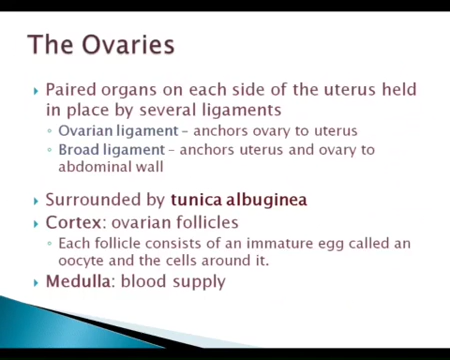 The Ovaries
Paired organs on each side of the uterus held
in place by several ligaments
Ovarian ligament – anchors ovary to uterus
Broad ligament – anchors uterus and ovary to
abdominal wall
Surrounded by tunica albuginea
Cortex: ovarian follicles
Each follicle consists of an immature egg called an
oocyte and the cells around it.
Medulla: blood supply